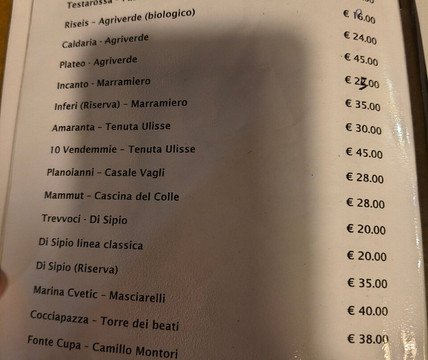 Testarossa
Riseis - Agriverde (biologico)
Caldaria - Agriverde € 24.00
Plateo - Agriverde € 45.00
Incanto - Marramiero € 23.00
Inferi (Riserva) – Marramiero € 35.00
Amaranta – Tenuta Ulisse € 30.00
10 Vendemmie – Tenuta Ulisse € 45.00
Planoianni – Casale Vagli € 28.00
Mammut – Cascina del Colle € 28.00
Trevvoci - Di Sipio € 20.00
Di Sipio linea classica € 20.00
Di Sipio (Riserva) € 35.00
Marina Cvetic – Masciarelli € 40.00
Cocciapazza – Torre dei beati € 38.00
Fonte Cupa – Camillo Montori